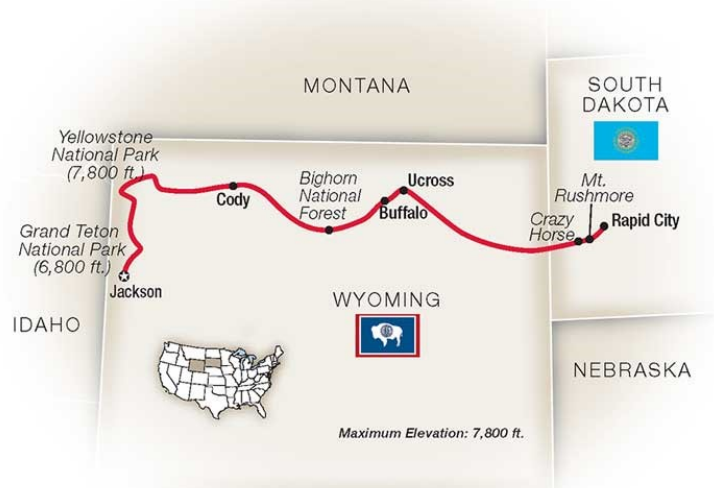 MONTANA
SOUTH
DAKOTA
Yellowstone
National Park
(7,800 ft.)
Cody
Bighorn
National
Forest
Ucross
Buffalo
Mt.
Rushmore
Crazy
Horse
Rapid City
Grand Teton
National Park
(6,800 ft.)
Jackson
WYOMING
IDAHO
NEBRASKA
Maximum Elevation: 7,800 ft.